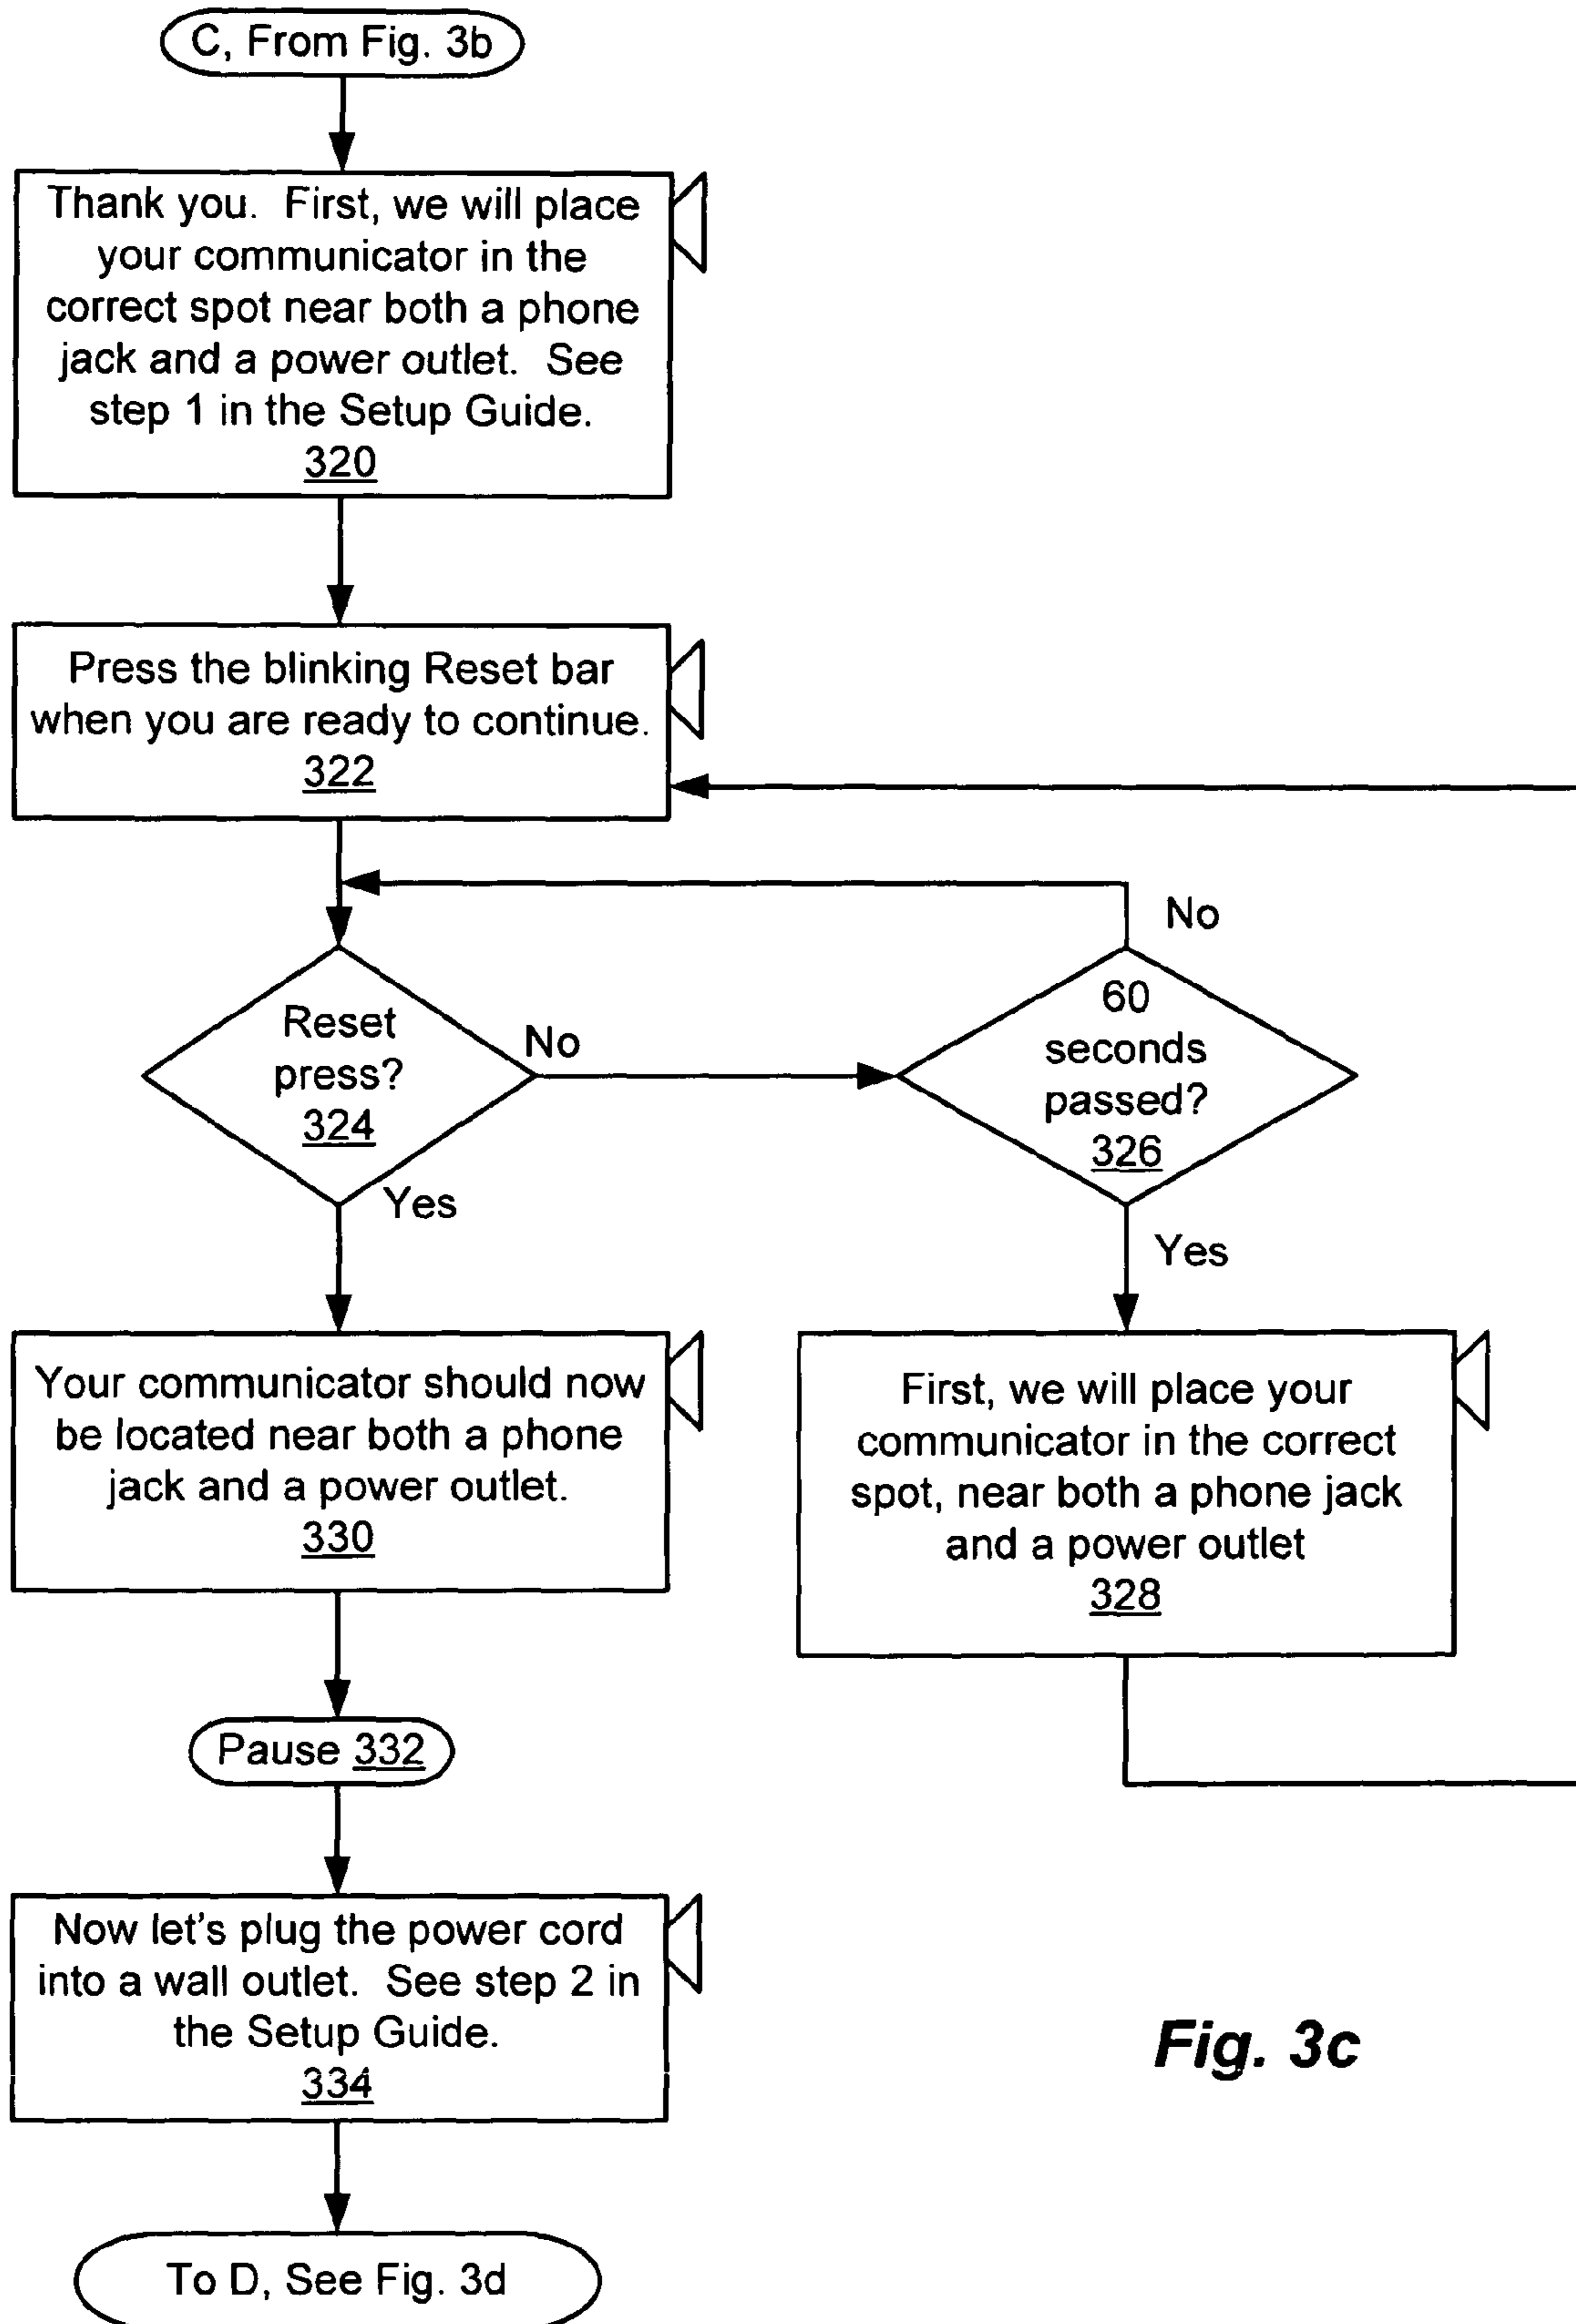 C, From Fig. 3b
Thank you.  First, we will place
your communicator in the
correct spot near both a phone
jack and a power outlet.  See
step 1 in the Setup Guide.
320
Press the blinking Reset bar
when you are ready to continue.
322
No
Reset
press?
324
No
60
seconds
passed?
326
Yes
Yes
Your communicator should now
be located near both a phone
jack and a power outlet.
330
First, we will place your
communicator in the correct
spot, near both a phone jack
and a power outlet
328
Pause 332
Now let's plug the power cord
into a wall outlet.  See step 2 in
the Setup Guide.
334
Fig. 3c
To D, See Fig. 3d